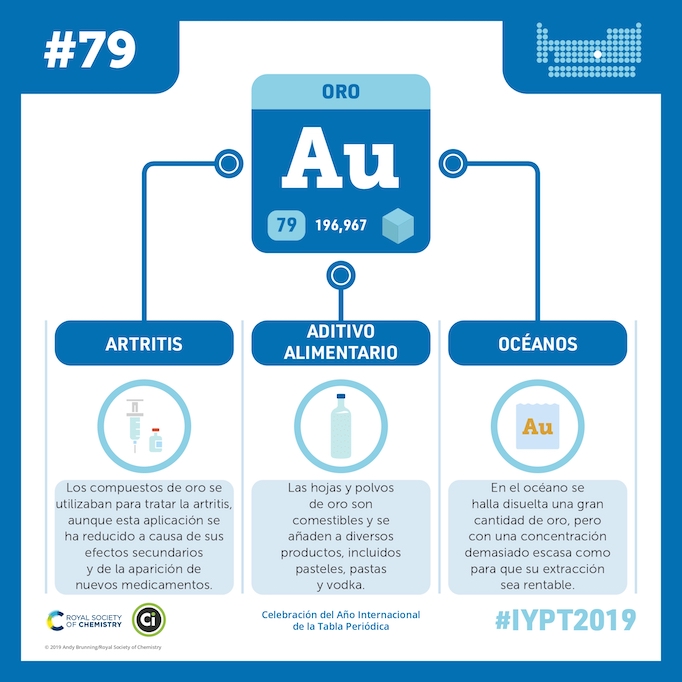 #79
ORO
Au
79 196,967
ARTRITIS
Los compuestos de oro se
utilizaban para tratar la artritis,
aunque esta aplicación se
ha reducido a causa de sus
efectos secundarios
y de la aparición de
nuevos medicamentos.
ADITIVO
ALIMENTARIO
Las hojas y polvos
de oro son
comestibles y se
añaden a diversos
productos, incluidos
pasteles, pastas
y vodka.
OCÉANOS
Au
En el océano se
halla disuelta una gran
cantidad de oro, pero
con una concentración
demasiado escasa como
para que su extracción
sea rentable.
ROYAL SOCIETY
OF CHEMISTRY
Ci
Celebración del Año Internacional
de la Tabla Periódica
#IYPT2019
© 2019 Andy Brunning/Royal Society of Chemistry